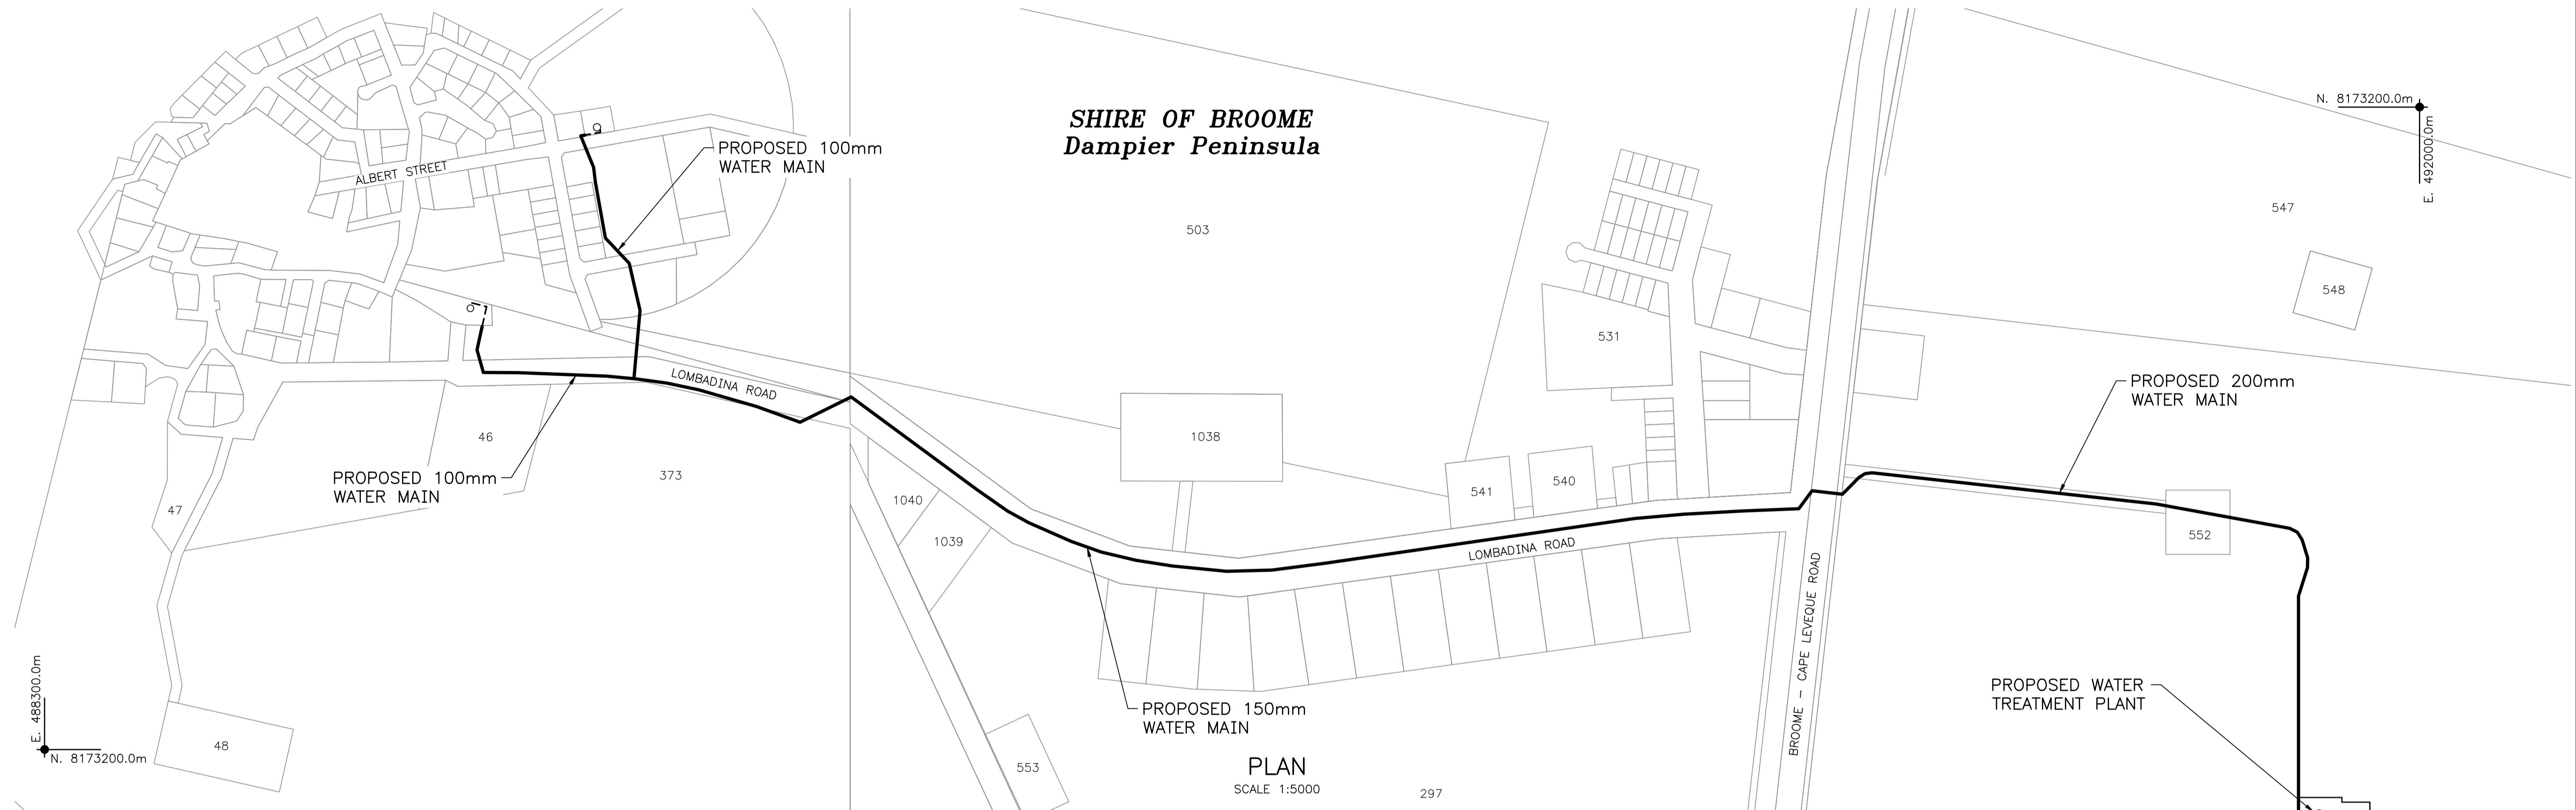 SHIRE OF BROOME
Dampier Peninsula
N. 8173200.0m
E. 492000.0m
PROPOSED 100mm
WATER MAIN
ALBERT STREET
503
547
548
531
LOMBADINA ROAD
PROPOSED 200mm
WATER MAIN
46
1038
373
PROPOSED 100mm
WATER MAIN
541
540
1040
47
1039
552
LOMBADINA ROAD
BROOME - CAPE LEVEQUE ROAD
PROPOSED WATER
TREATMENT PLANT
PROPOSED 150mm
WATER MAIN
E. 488300.0m
N. 8173200.0m
48
553
PLAN
SCALE 1:5000
297